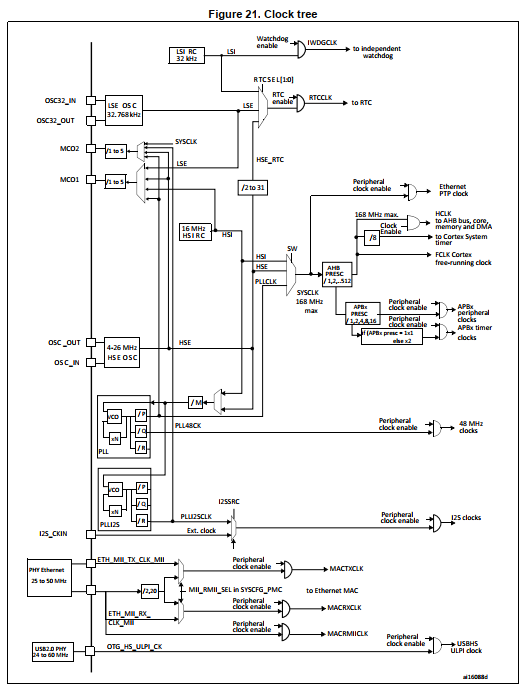 Figure 21. Clock tree
Watchdog
enable
IWDGCLK
to independent
watchdog
LSI RC
32 kHz
LSI
RTCSEL[1:0]
OSC32_IN
OSC32_OUT
LSE OSC
32.768kHz
LSE
RTC
enable
RTCCLK
to RTC
MCO2
/1 to 5
SYSCLK
LSE
HSE_RTC
MCO1
/1 to 5
/2 to 31
Peripheral
clock enable
Ethernet
PTP clock
16 MHz
HSI RC
HSI
168 MHz max.
Clock
Enable
HCLK
to AHB bus, core,
memory and DMA
/8
to Cortex System
timer
FCLK Cortex
free-running clock
SW
HSI
HSE
PLLCLK
SYSCLK
168 MHz
max
AHB
PRESC
/ 1,2,..512
APBx
PRESC
/ 1,2,4,8,16
Peripheral
clock enable
APBx
peripheral
clocks
Peripheral
clock enable
if (APBx presc = 1x1
else x2
APBx timer
clocks
OSC_OUT
OSC_IN
4-26 MHz
HSE OSC
HSE
/ M
VCO
xN
/ P
/ Q
/ R
PLL
PLL48CK
Peripheral
clock enable
48 MHz
clocks
VCO
xN
/ P
/ Q
/ R
PLLI2S
I2SSRC
PLLI2SCLK
Ext. clock
I2S_CKIN
Peripheral
clock enable
I2S clocks
PHY Ethernet
25 to 50 MHz
ETH_MII_TX_CLK_MII
Peripheral
clock enable
MACTXCLK
/2,20
MII_RMII_SEL in SYSCFG_PMC
to Ethernet MAC
ETH_MII_RX_
CLK_MII
Peripheral
clock enable
MACRXCLK
Peripheral
clock enable
MACRMIICLK
USB2.0 PHY
24 to 60 MHz
OTG_HS_ULPI_CK
Peripheral
clock enable
USBHS
ULPI clock
ai16088d